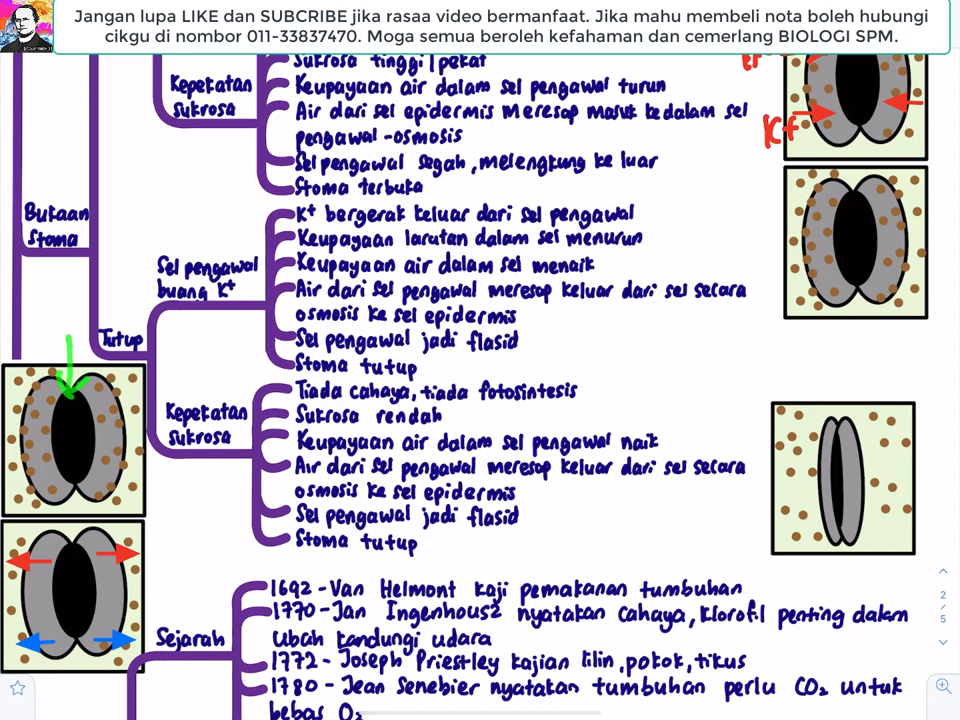 Jangan lupa LIKE dan SUBCRIBE jika rasaa video bermanfaat. Jika mahu membeli nota boleh hubungi
cikgu di nombor 011-33837470. Moga semua beroleh kefahaman dan cemerlang BIOLOGI SPM.
Sukrosa tinggi/pekat
Kepekatan
sukrosa
Keupayaan air dalam sel pengawal turun
Air dari sel epidermis meresap masuk kedalam sel
pengawal -osmosis
Sel pengawal segah, melengkung ke luar
Stoma terbuka
K+
Bukaan
Stoma
K+ bergerak keluar dari sel pengawal
Keupayaan larutan dalam sel menurun
Sel pengawal
buang K+
Keupayaan air dalam sel menaik
Air dari sel pengawal meresap keluar dari sel secara
osmosis ke sel epidermis
Sel pengawal jadi flasid
Stoma tutup
Tutup
Kepekatan
sukrosa
Tiada cahaya, tiada fotosintesis
Sukrosa rendah
Keupayaan air dalam sel pengawal naik
Air dari sel pengawal meresap keluar dari sel secara
osmosis ke sel epidermis
Sel pengawal jadi flasid
Stoma tutup
Sejarah
1692 - Van Helmont kaji pemakanan tumbuhan
1770 - Jan Ingenhousz nyatakan cahaya, klorofil penting dalam
ubah kandungi udara
1772 - Joseph Priestley kajian lilin, pokok, tikus
1780 - Jean Senebier nyatakan tumbuhan perlu CO₂ untuk
bebas O₂
2
/
5